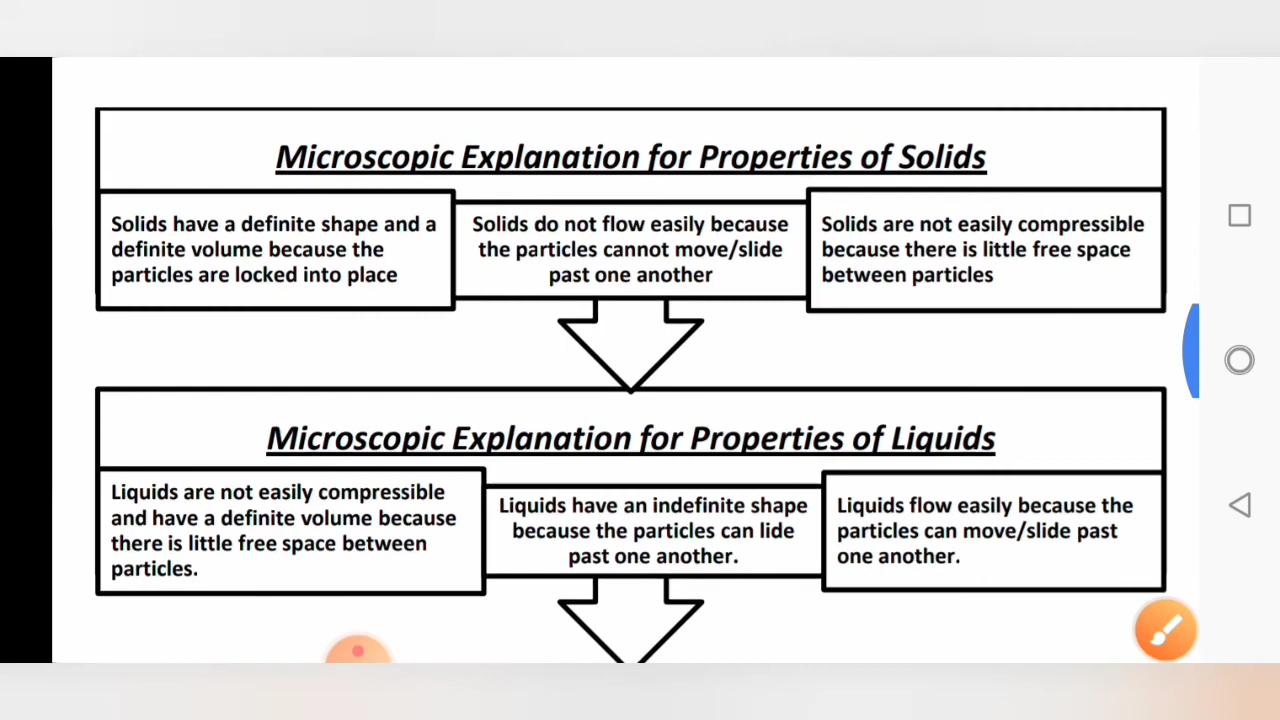 Microscopic Explanation for Properties of Solids
Solids have a definite shape and a
definite volume because the
particles are locked into place
Solids do not flow easily because
the particles cannot move/slide
past one another
Solids are not easily compressible
because there is little free space
between particles
Microscopic Explanation for Properties of Liquids
Liquids are not easily compressible
and have a definite volume because
there is little free space between
particles.
Liquids have an indefinite shape
because the particles can lide
past one another.
Liquids flow easily because the
particles can move/slide past
one another.